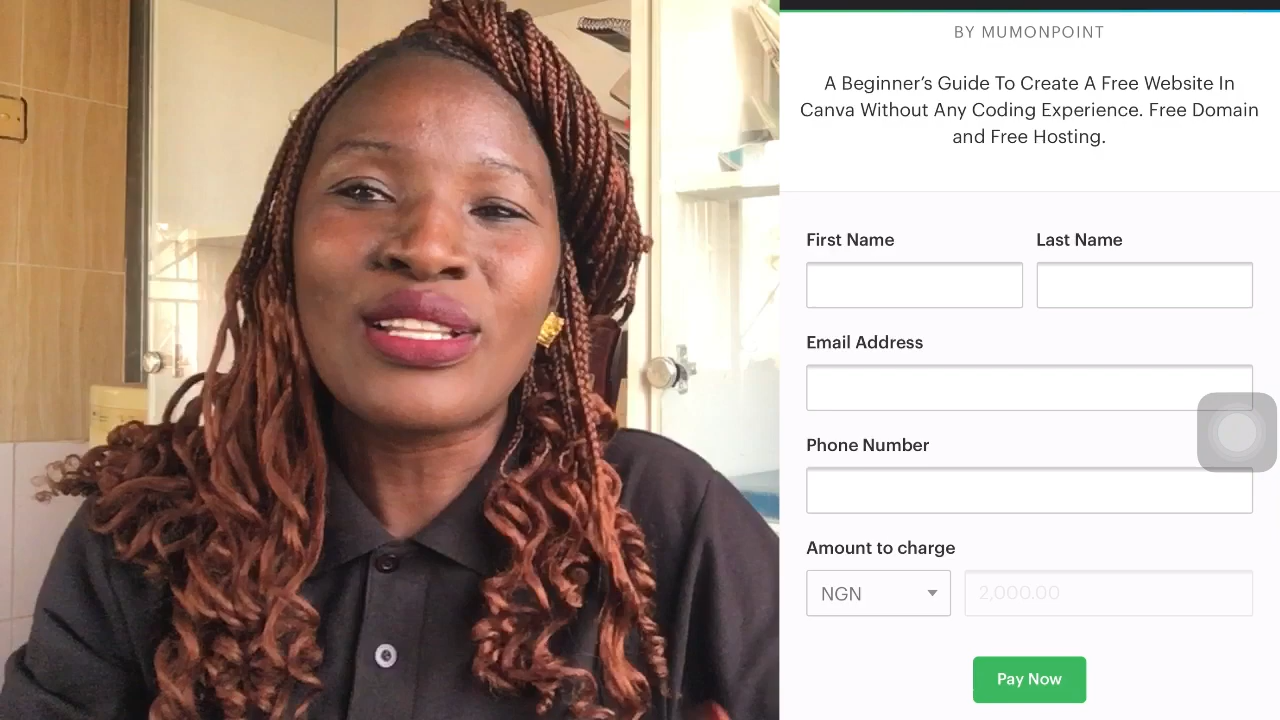 BY MUMONPOINT
A Beginner's Guide To Create A Free Website In
Canva Without Any Coding Experience. Free Domain
and Free Hosting.
First Name
Last Name
Email Address
Phone Number
Amount to charge
NGN
2,000.00
Pay Now